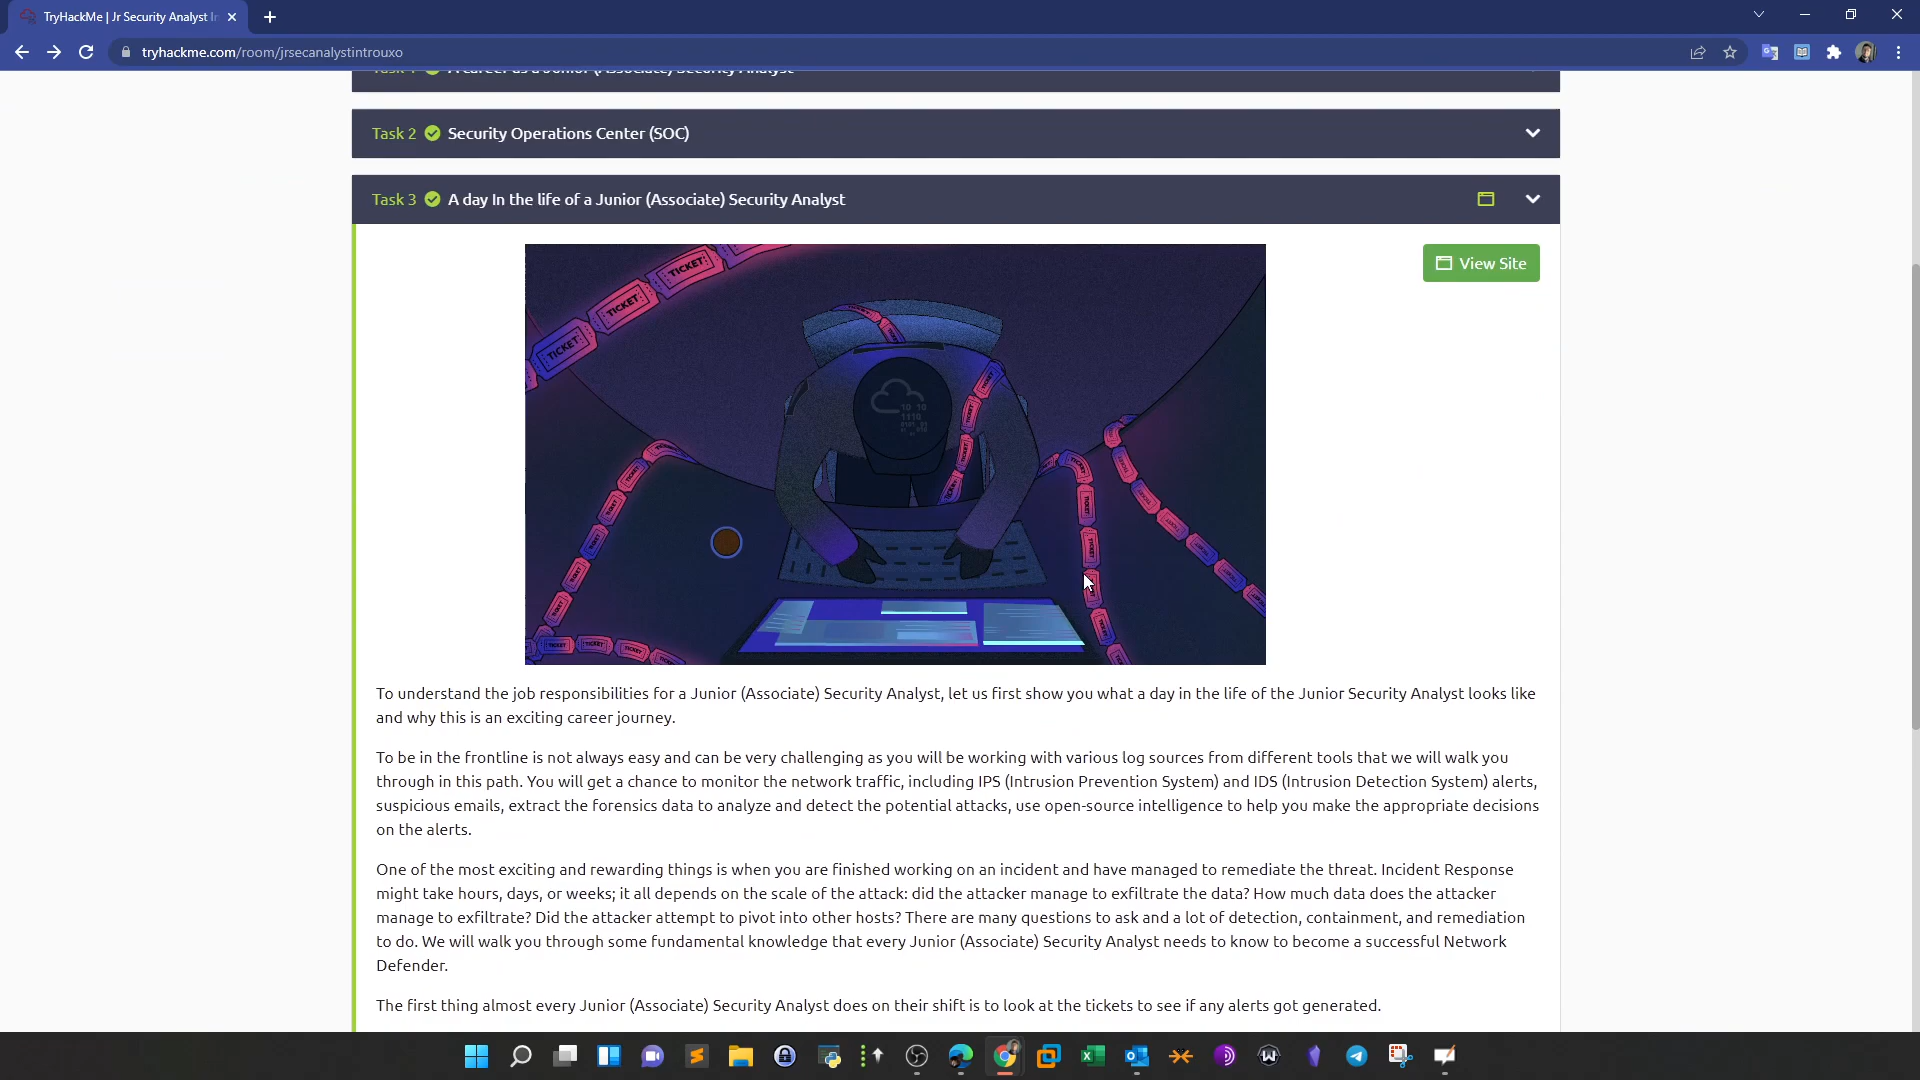 TryHackMe | Jr Security Analyst In
tryhackme.com/room/jrsecanalystintrouxo
Task 1 A career as a Junior (Associate) Security Analyst
Task 2 Security Operations Center (SOC)
Task 3 A day In the life of a Junior (Associate) Security Analyst
View Site
TICKET
TICKET
TICKET
To understand the job responsibilities for a Junior (Associate) Security Analyst, let us first show you what a day in the life of the Junior Security Analyst looks like
and why this is an exciting career journey.
To be in the frontline is not always easy and can be very challenging as you will be working with various log sources from different tools that we will walk you
through in this path. You will get a chance to monitor the network traffic, including IPS (Intrusion Prevention System) and IDS (Intrusion Detection System) alerts,
suspicious emails, extract the forensics data to analyze and detect the potential attacks, use open-source intelligence to help you make the appropriate decisions
on the alerts.
One of the most exciting and rewarding things is when you are finished working on an incident and have managed to remediate the threat. Incident Response
might take hours, days, or weeks; it all depends on the scale of the attack: did the attacker manage to exfiltrate the data? How much data does the attacker
manage to exfiltrate? Did the attacker attempt to pivot into other hosts? There are many questions to ask and a lot of detection, containment, and remediation
to do. We will walk you through some fundamental knowledge that every Junior (Associate) Security Analyst needs to know to become a successful Network
Defender.
The first thing almost every Junior (Associate) Security Analyst does on their shift is to look at the tickets to see if any alerts got generated.